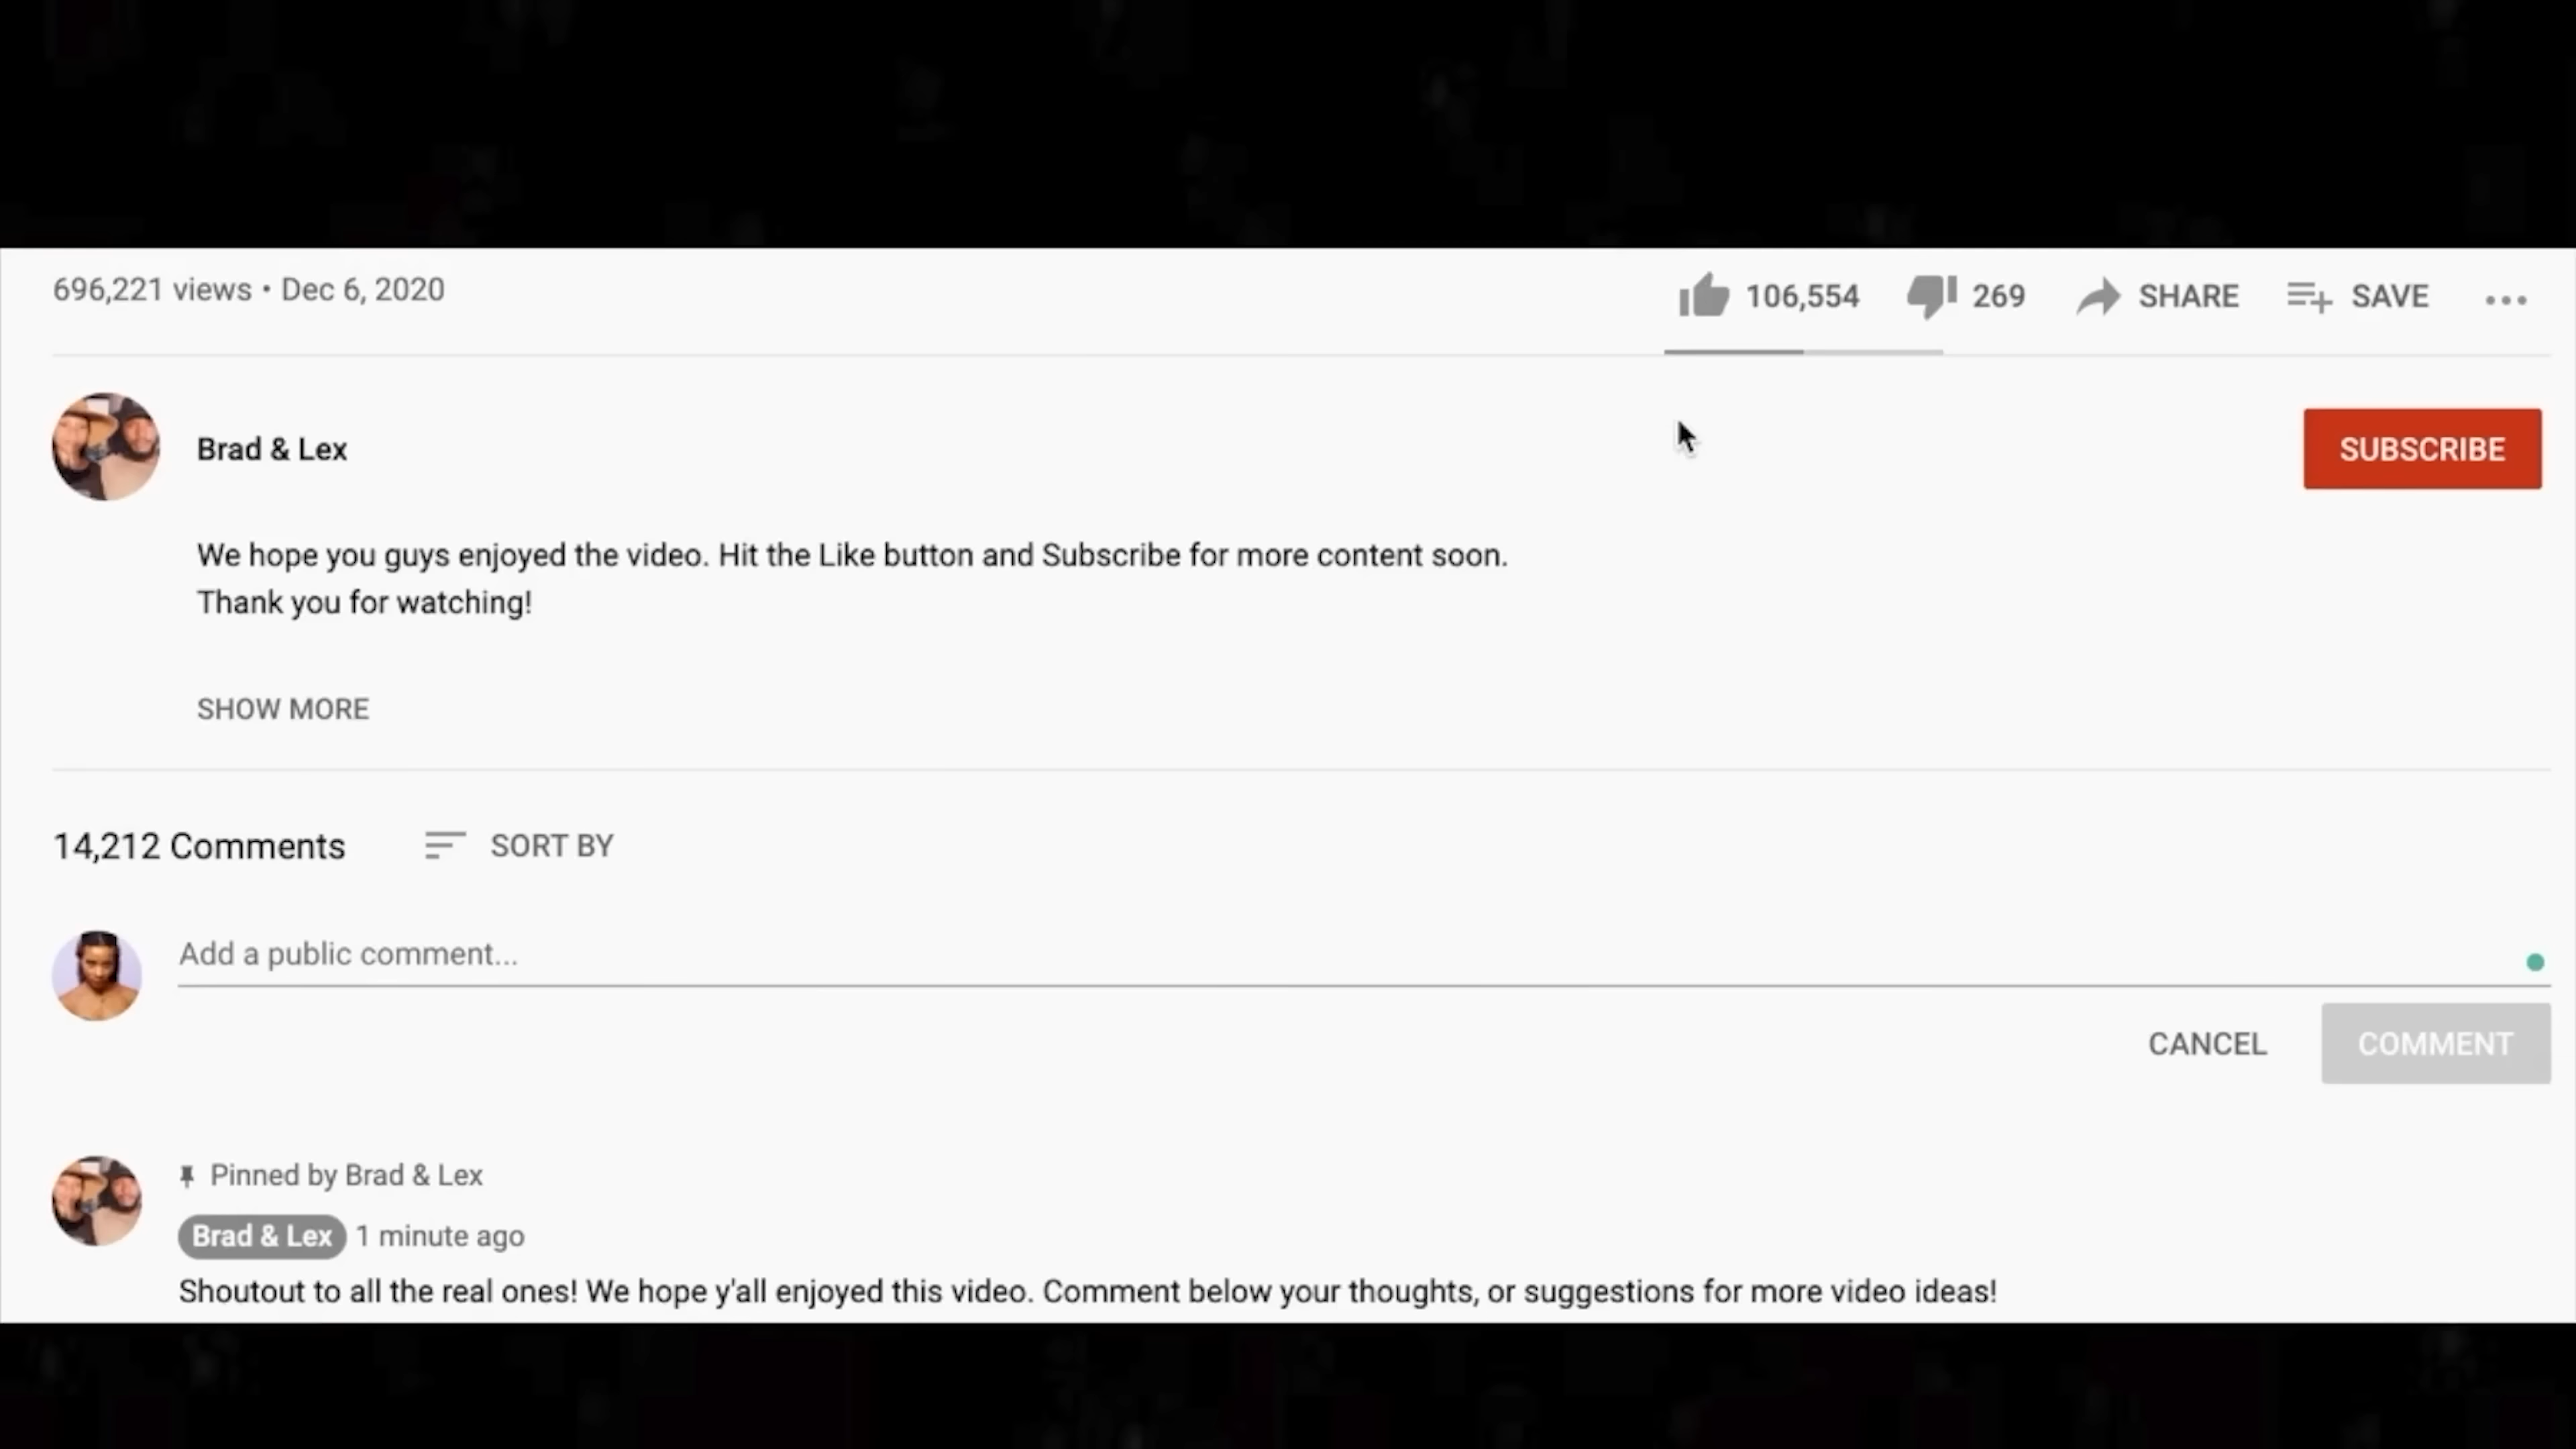 696,221 views • Dec 6, 2020
106,554
269
SHARE
SAVE
Brad & Lex
SUBSCRIBE
We hope you guys enjoyed the video. Hit the Like button and Subscribe for more content soon.
Thank you for watching!
SHOW MORE
14,212 Comments
SORT BY
Add a public comment...
CANCEL
COMMENT
Pinned by Brad & Lex
Brad & Lex 1 minute ago
Shoutout to all the real ones! We hope y'all enjoyed this video. Comment below your thoughts, or suggestions for more video ideas!